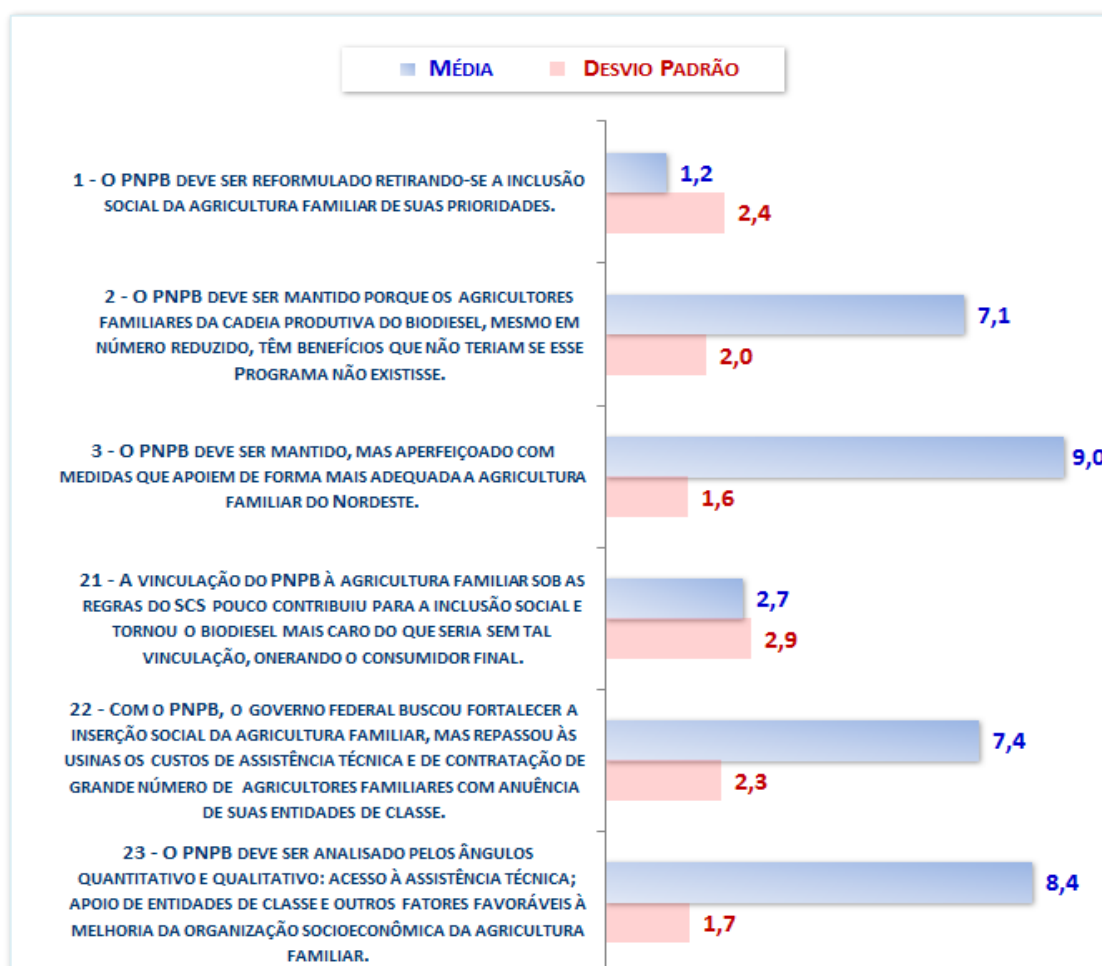 MÉDIA DESVIO PADRÃO
1 - O PNPB DEVE SER REFORMULADO RETIRANDO-SE A INCLUSÃO
SOCIAL DA AGRICULTURA FAMILIAR DE SUAS PRIORIDADES.
1,2
2,4
2 - O PNPB DEVE SER MANTIDO PORQUE OS AGRICULTORES
FAMILIARES DA CADEIA PRODUTIVA DO BIODIESEL, MESMO EM
NÚMERO REDUZIDO, TÊM BENEFÍCIOS QUE NÃO TERIAM SE ESSE
PROGRAMA NÃO EXISTISSE.
7,1
2,0
3 - O PNPB DEVE SER MANTIDO, MAS APERFEIÇOADO COM
MEDIDAS QUE APOIEM DE FORMA MAIS ADEQUADA A AGRICULTURA
FAMILIAR DO NORDESTE.
9,0
1,6
21 - A VINCULAÇÃO DO PNPB À AGRICULTURA FAMILIAR SOB AS
REGRAS DO SCS POUCO CONTRIBUIU PARA A INCLUSÃO SOCIAL E
TORNOU O BIODIESEL MAIS CARO DO QUE SERIA SEM TAL
VINCULAÇÃO, ONERANDO O CONSUMIDOR FINAL.
2,7
2,9
22 - COM O PNPB, O GOVERNO FEDERAL BUSCOU FORTALECER A
INSERÇÃO SOCIAL DA AGRICULTURA FAMILIAR, MAS REPASSOU ÀS
USINAS OS CUSTOS DE ASSISTÊNCIA TÉCNICA E DE CONTRATAÇÃO DE
GRANDE NÚMERO DE AGRICULTORES FAMILIARES COM ANUÊNCIA
DE SUAS ENTIDADES DE CLASSE.
7,4
2,3
23 - O PNPB DEVE SER ANALISADO PELOS ÂNGULOS
QUANTITATIVO E QUALITATIVO: ACESSO À ASSISTÊNCIA TÉCNICA;
APOIO DE ENTIDADES DE CLASSE E OUTROS FATORES FAVORÁVEIS À
MELHORIA DA ORGANIZAÇÃO SOCIOECONÔMICA DA AGRICULTURA
FAMILIAR.
8,4
1,7